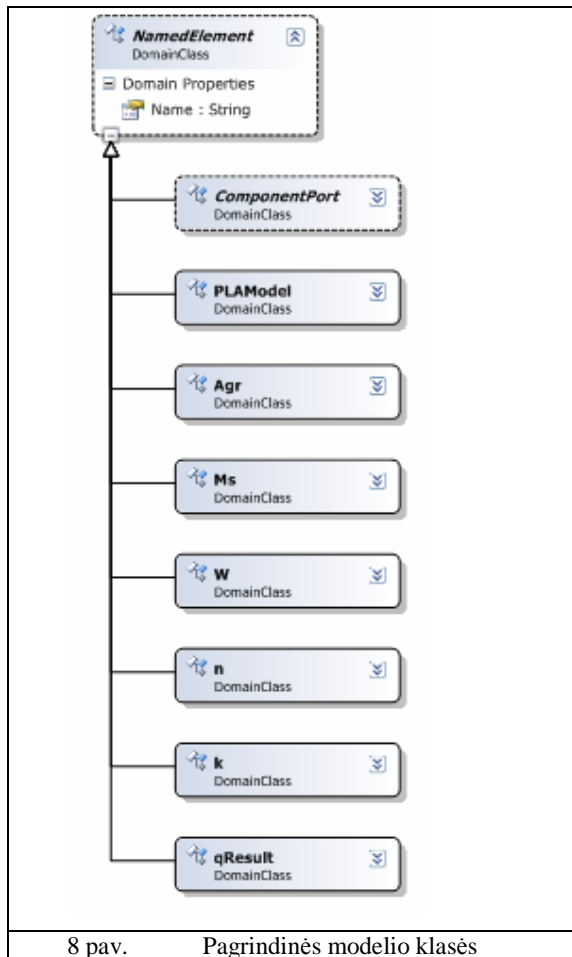 NamedElement
DomainClass
Domain Properties
Name : String
ComponentPort
DomainClass
PLAModel
DomainClass
Agr
DomainClass
Ms
DomainClass
W
DomainClass
n
DomainClass
k
DomainClass
qResult
DomainClass
8 pav. Pagrindinės modelio klasės